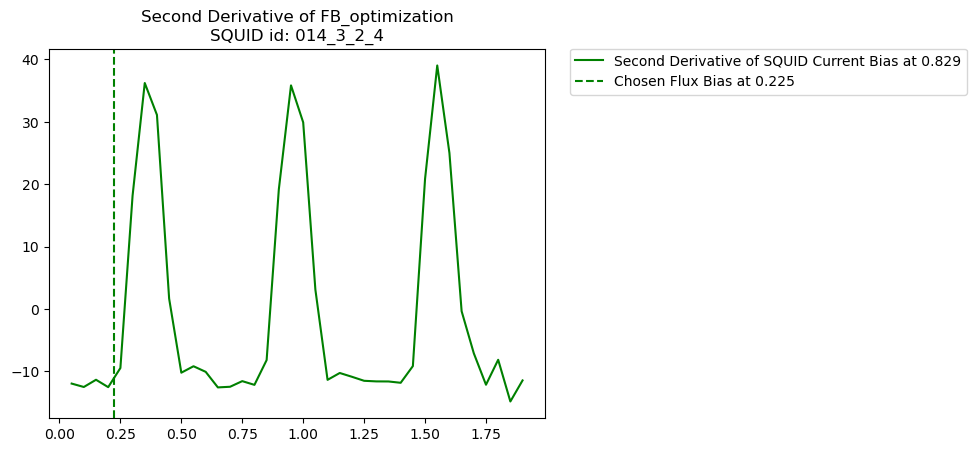 Second Derivative of FB_optimization
SQUID id: 014_3_2_4
40
30
20
10
0
−10
0.00 0.25 0.50 0.75 1.00 1.25 1.50 1.75
Second Derivative of SQUID Current Bias at 0.829
Chosen Flux Bias at 0.225